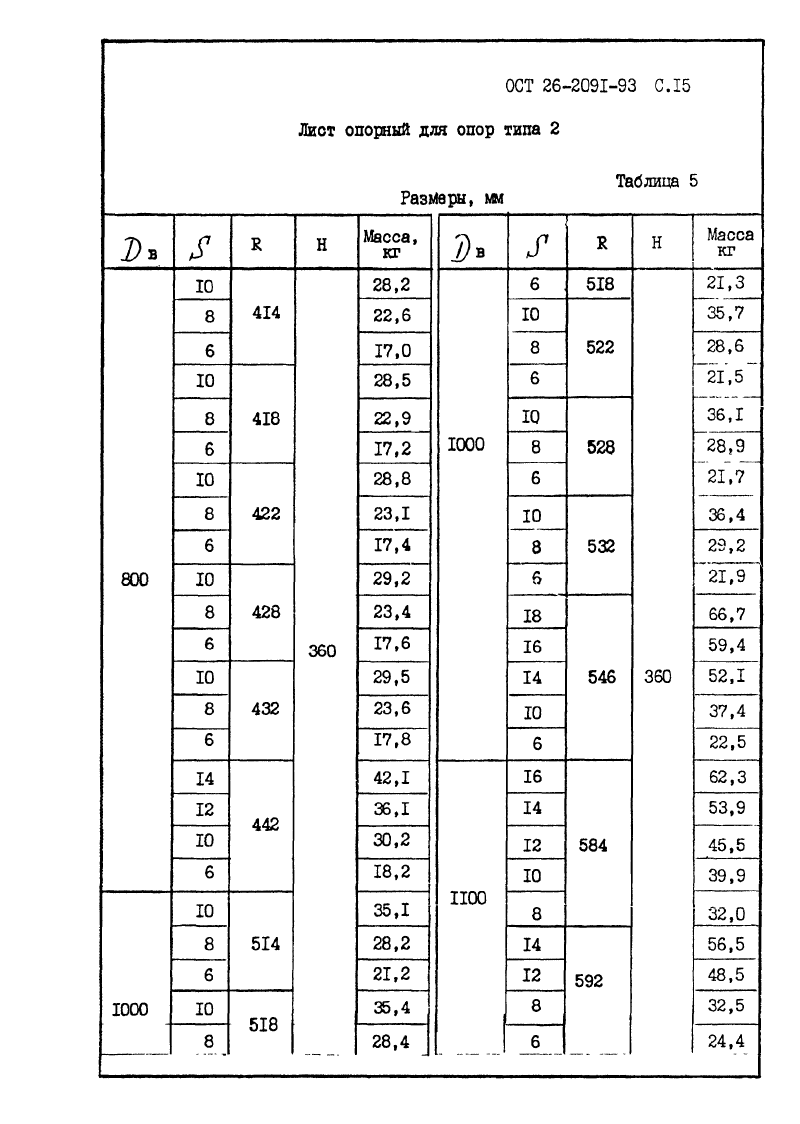 ОСТ 26-2091-93 С.15
Лист опорный для опор типа 2
Таблица 5
Размеры, мм
Dв S R H Масса, кг Dв S R H Масса кг
10 28,2 6 518 21,3
8 414 22,6 10 35,7
6 17,0 8 522 28,6
10 28,5 6 21,5
8 418 22,9 10 36,1
6 17,2 1000 8 528 28,9
10 28,8 6 21,7
8 422 23,1 10 36,4
6 17,4 8 532 29,2
800 10 29,2 6 21,9
8 428 23,4 18 66,7
6 360 17,6 16 59,4
10 29,5 14 546 360 52,1
8 432 23,6 10 37,4
6 17,8 6 22,5
14 42,1 16 62,3
12 442 36,1 14 53,9
10 30,2 12 584 45,5
6 18,2 10 39,9
10 35,1 1100 8 32,0
8 514 28,2 14 56,5
6 21,2 12 592 48,5
1000 10 518 35,4 8 32,5
8 28,4 6 24,4